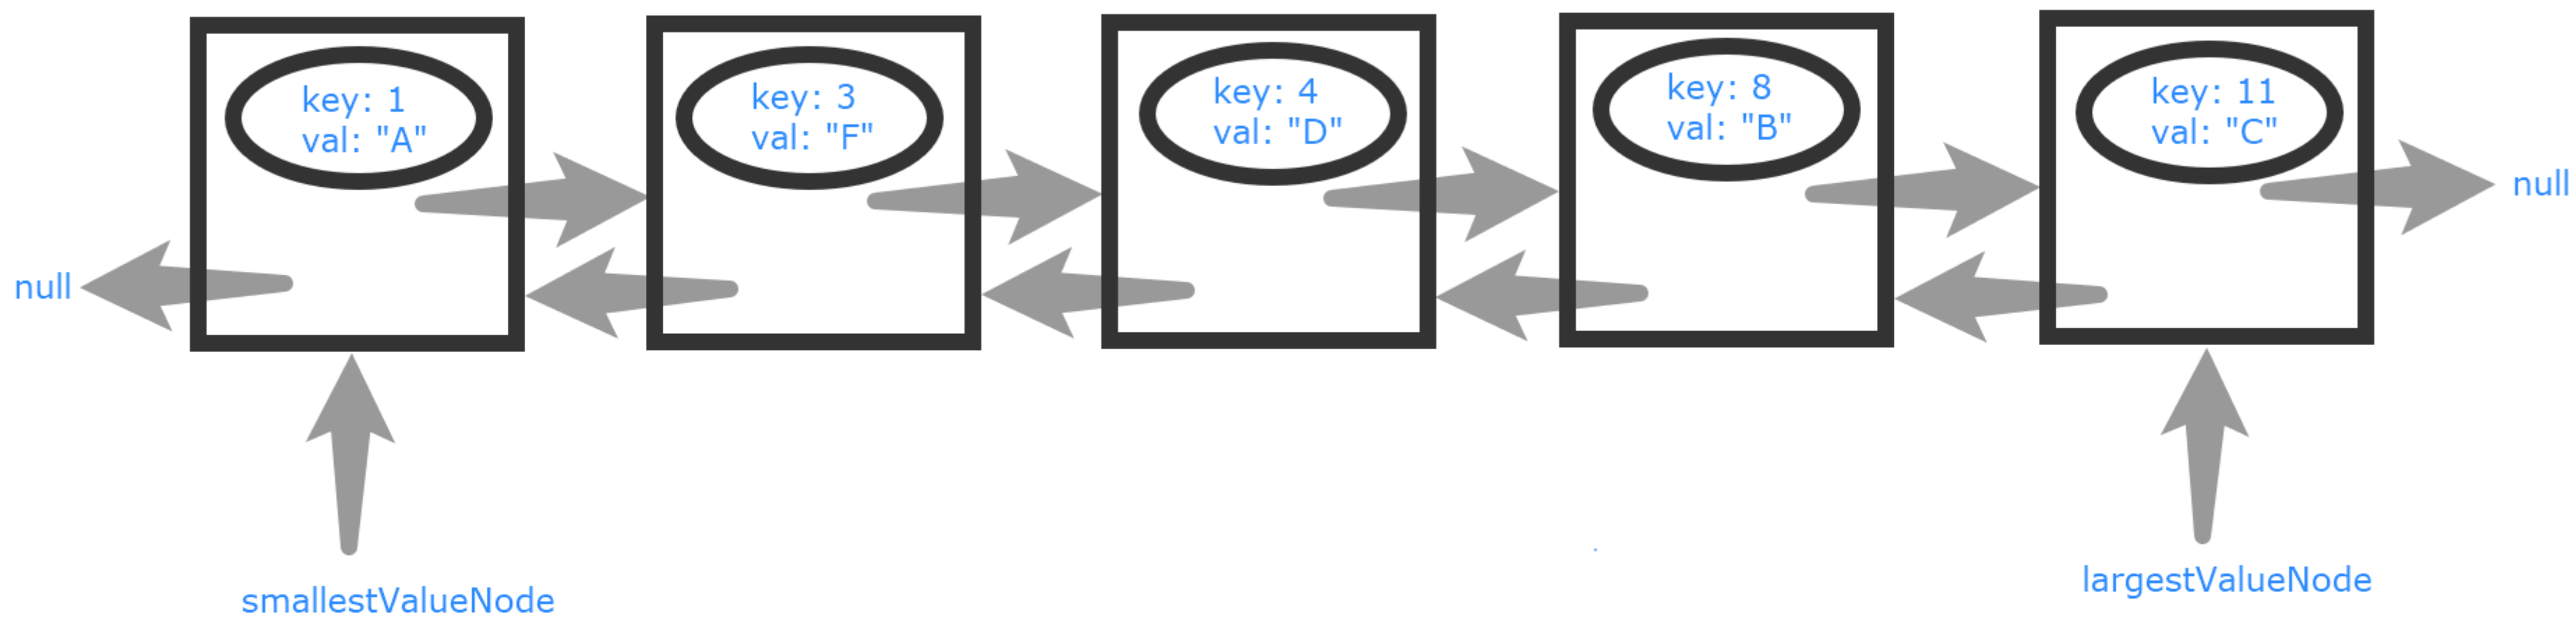 key: 1
val: "A"
key: 3
val: "F"
key: 4
val: "D"
key: 8
val: "B"
key: 11
val: "C"
null
null
smallestValueNode
largestValueNode